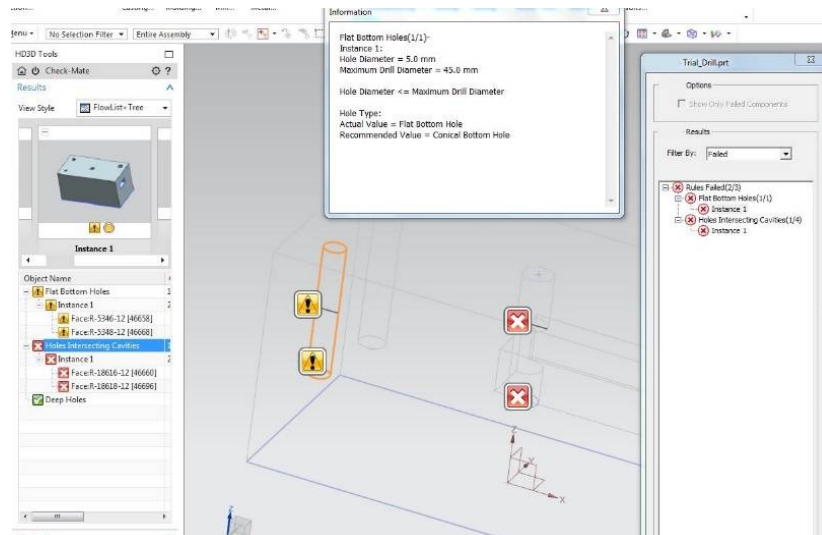 Information
Menu
No Selection Filter
Entire Assembly
HD3D Tools
Check-Mate
Results
View Style
FlowList+Tree
Instance 1
Object Name
Flat Bottom Holes
Instance 1
Face:R-5346-12 [46658]
Face:R-5348-12 [46668]
Holes Intersecting Cavities
Instance 1
Face:R-18616-12 [46660]
Face:R-18618-12 [46696]
Deep Holes
Flat Bottom Holes(1/1)-
Instance 1:
Hole Diameter = 5.0 mm
Maximum Drill Diameter = 45.0 mm
Hole Diameter <= Maximum Drill Diameter
Hole Type:
Actual Value = Flat Bottom Hole
Recommended Value = Conical Bottom Hole
Z
Y
X
Z
Trial_Drill.prt
Options
Show Only Failed Components
Results
Filter By: Failed
Rules Failed(2/3)
Flat Bottom Holes(1/1)
Instance 1
Holes Intersecting Cavities(1/4)
Instance 1